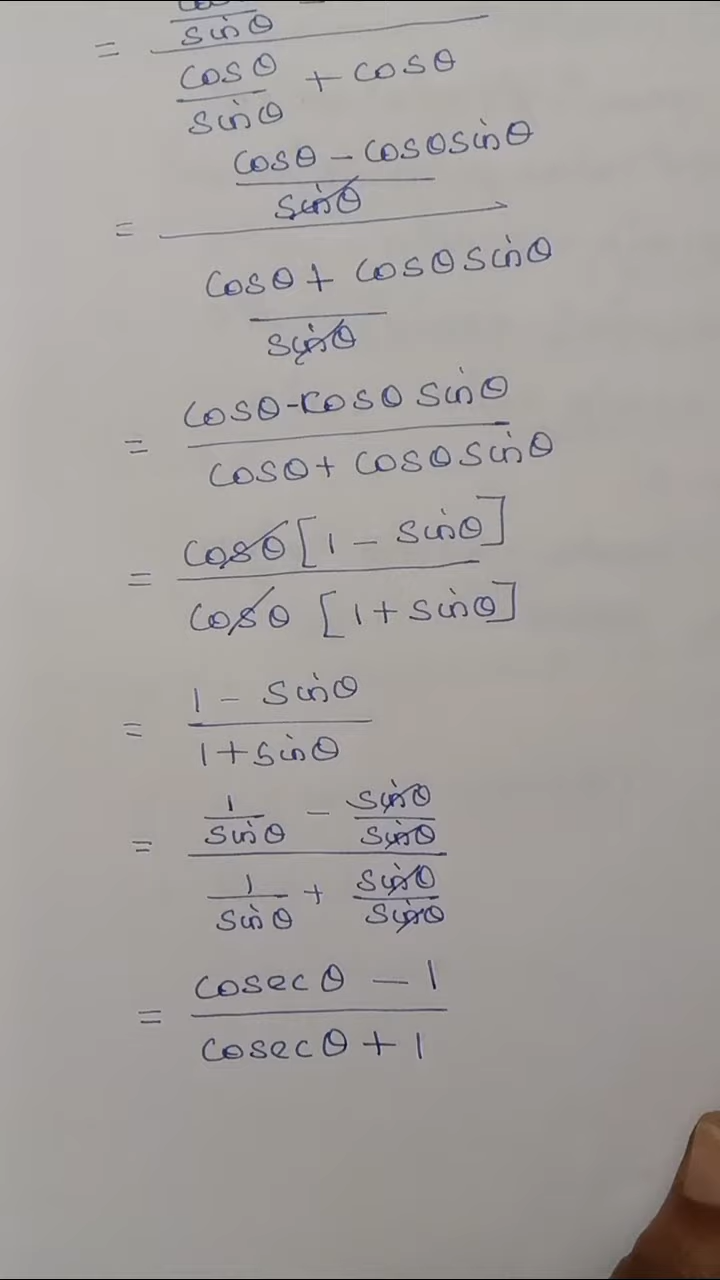 sinθ
=
cosθ/sinθ + cosθ
cosθ - cosθsinθ
sinθ
=
cosθ + cosθsinθ
sinθ
= cosθ - cosθ sinθ
cosθ + cosθsinθ
= cosθ[1 - sinθ]
cosθ [1 + sinθ]
= 1 - sinθ
1 + sinθ
= 1/sinθ - sinθ/sinθ
1/sinθ + sinθ/sinθ
= cosecθ - 1
cosecθ + 1